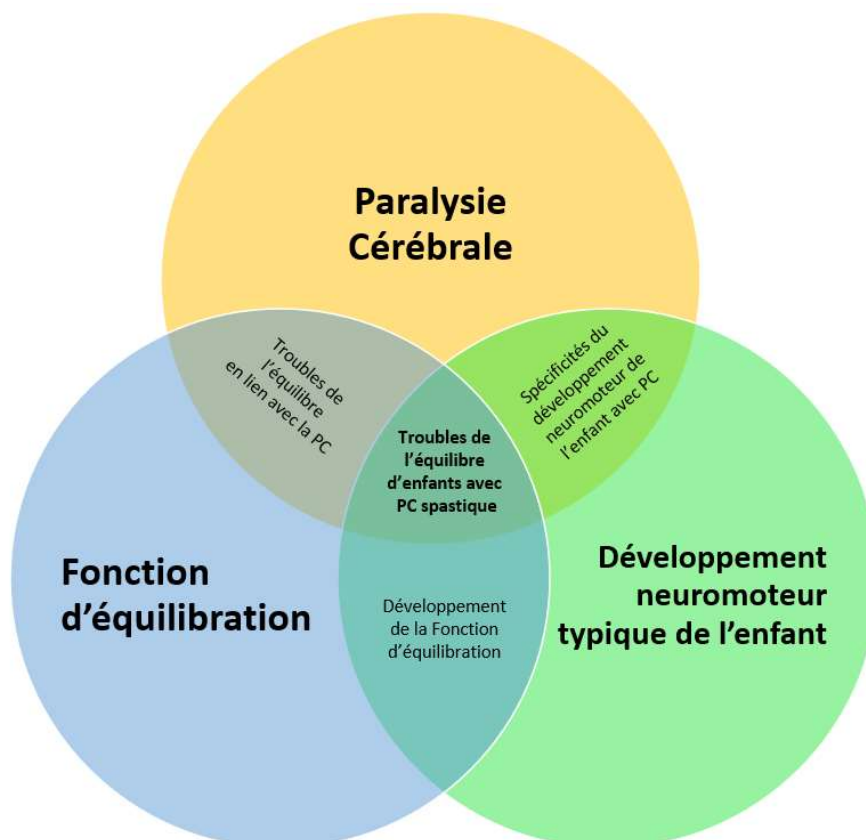 Paralysie
Cérébrale
Troubles de
l'équilibre
en lien avec la PC
Spécificités du
développement
neuromoteur de
l'enfant avec PC
Troubles de
l'équilibre
d'enfants avec
PC spastique
Fonction
d'équilibration
Développement
neuromoteur
typique de l'enfant
Développement
de la Fonction
d'équilibration